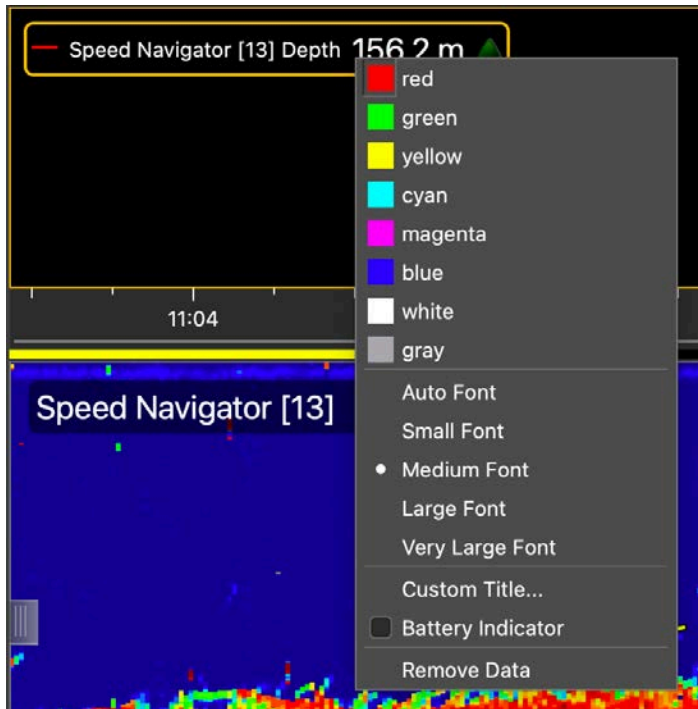 Speed Navigator [13] Depth 156.2 m
red
green
yellow
cyan
magenta
blue
white
gray
11:04
Speed Navigator [13]
Auto Font
Small Font
Medium Font
Large Font
Very Large Font
Custom Title...
Battery Indicator
Remove Data